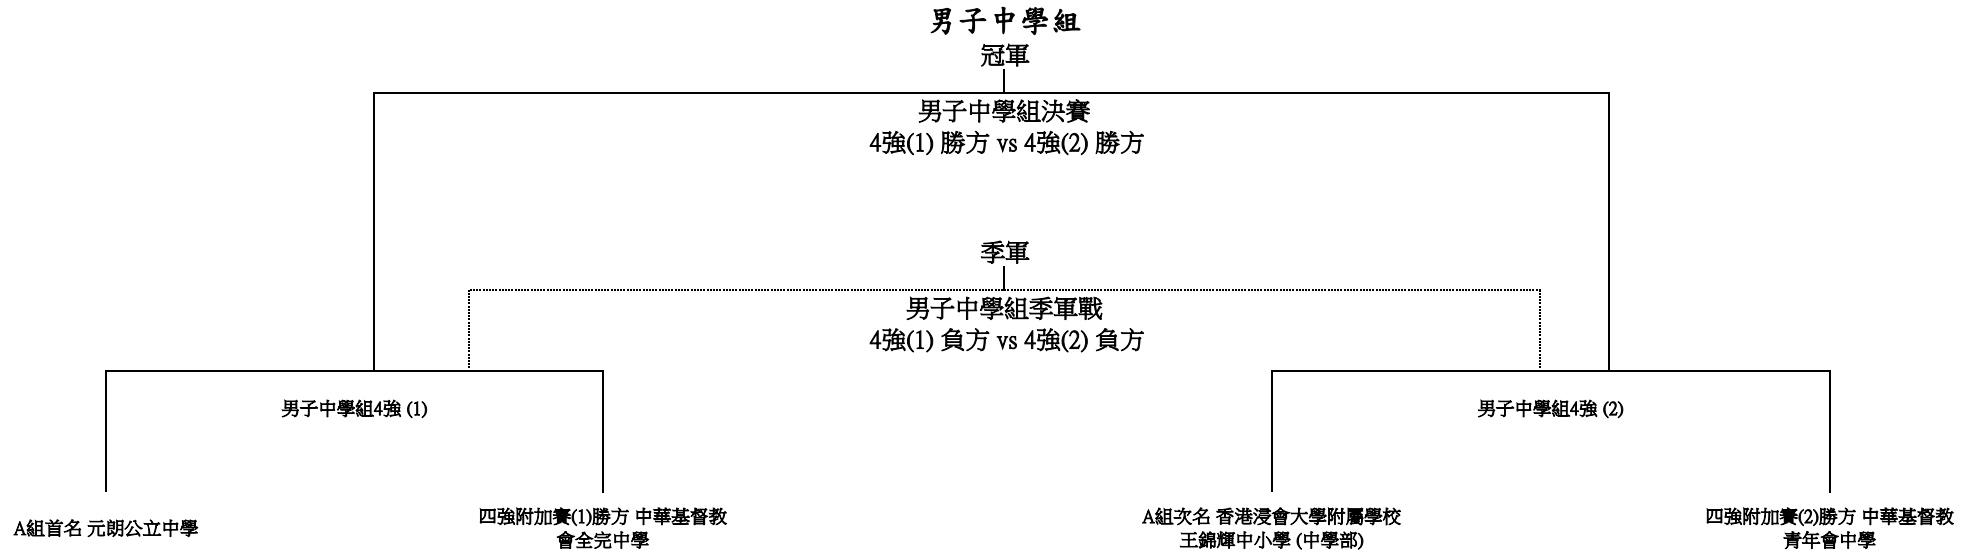 男子中學組
冠軍
男子中學組決賽
4強(1) 勝方 vs 4強(2) 勝方
季軍
男子中學組季軍戰
4強(1) 負方 vs 4強(2) 負方
男子中學組4強 (1)
男子中學組4強 (2)
A組首名 元朗公立中學
四強附加賽(1)勝方 中華基督教
會全完中學
A組次名 香港浸會大學附屬學校
王錦輝中小學 (中學部)
四強附加賽(2)勝方 中華基督教
青年會中學